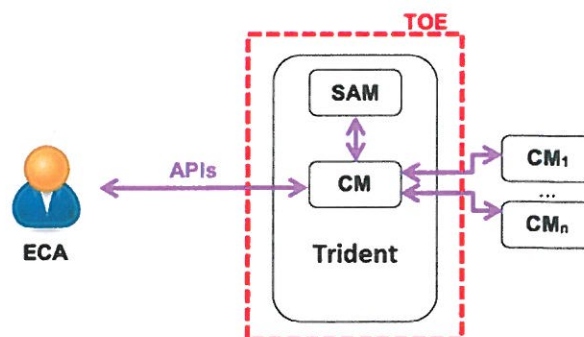 TOE
SAM
APIs
CM
CM1
...
CMn
ECA
Trident